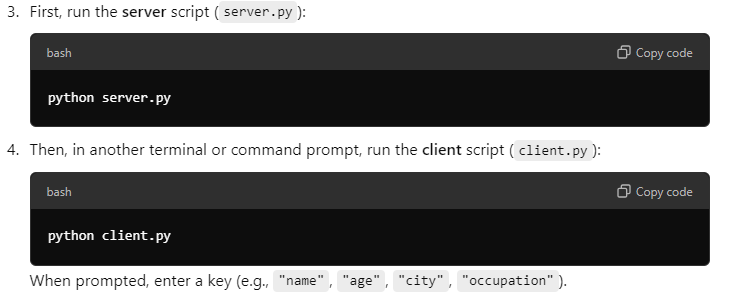 3. First, run the server script ( server.py ):
bash Copy code
python server.py
4. Then, in another terminal or command prompt, run the client script ( client.py ):
bash Copy code
python client.py
When prompted, enter a key (e.g., "name" , "age" , "city" , "occupation" ).